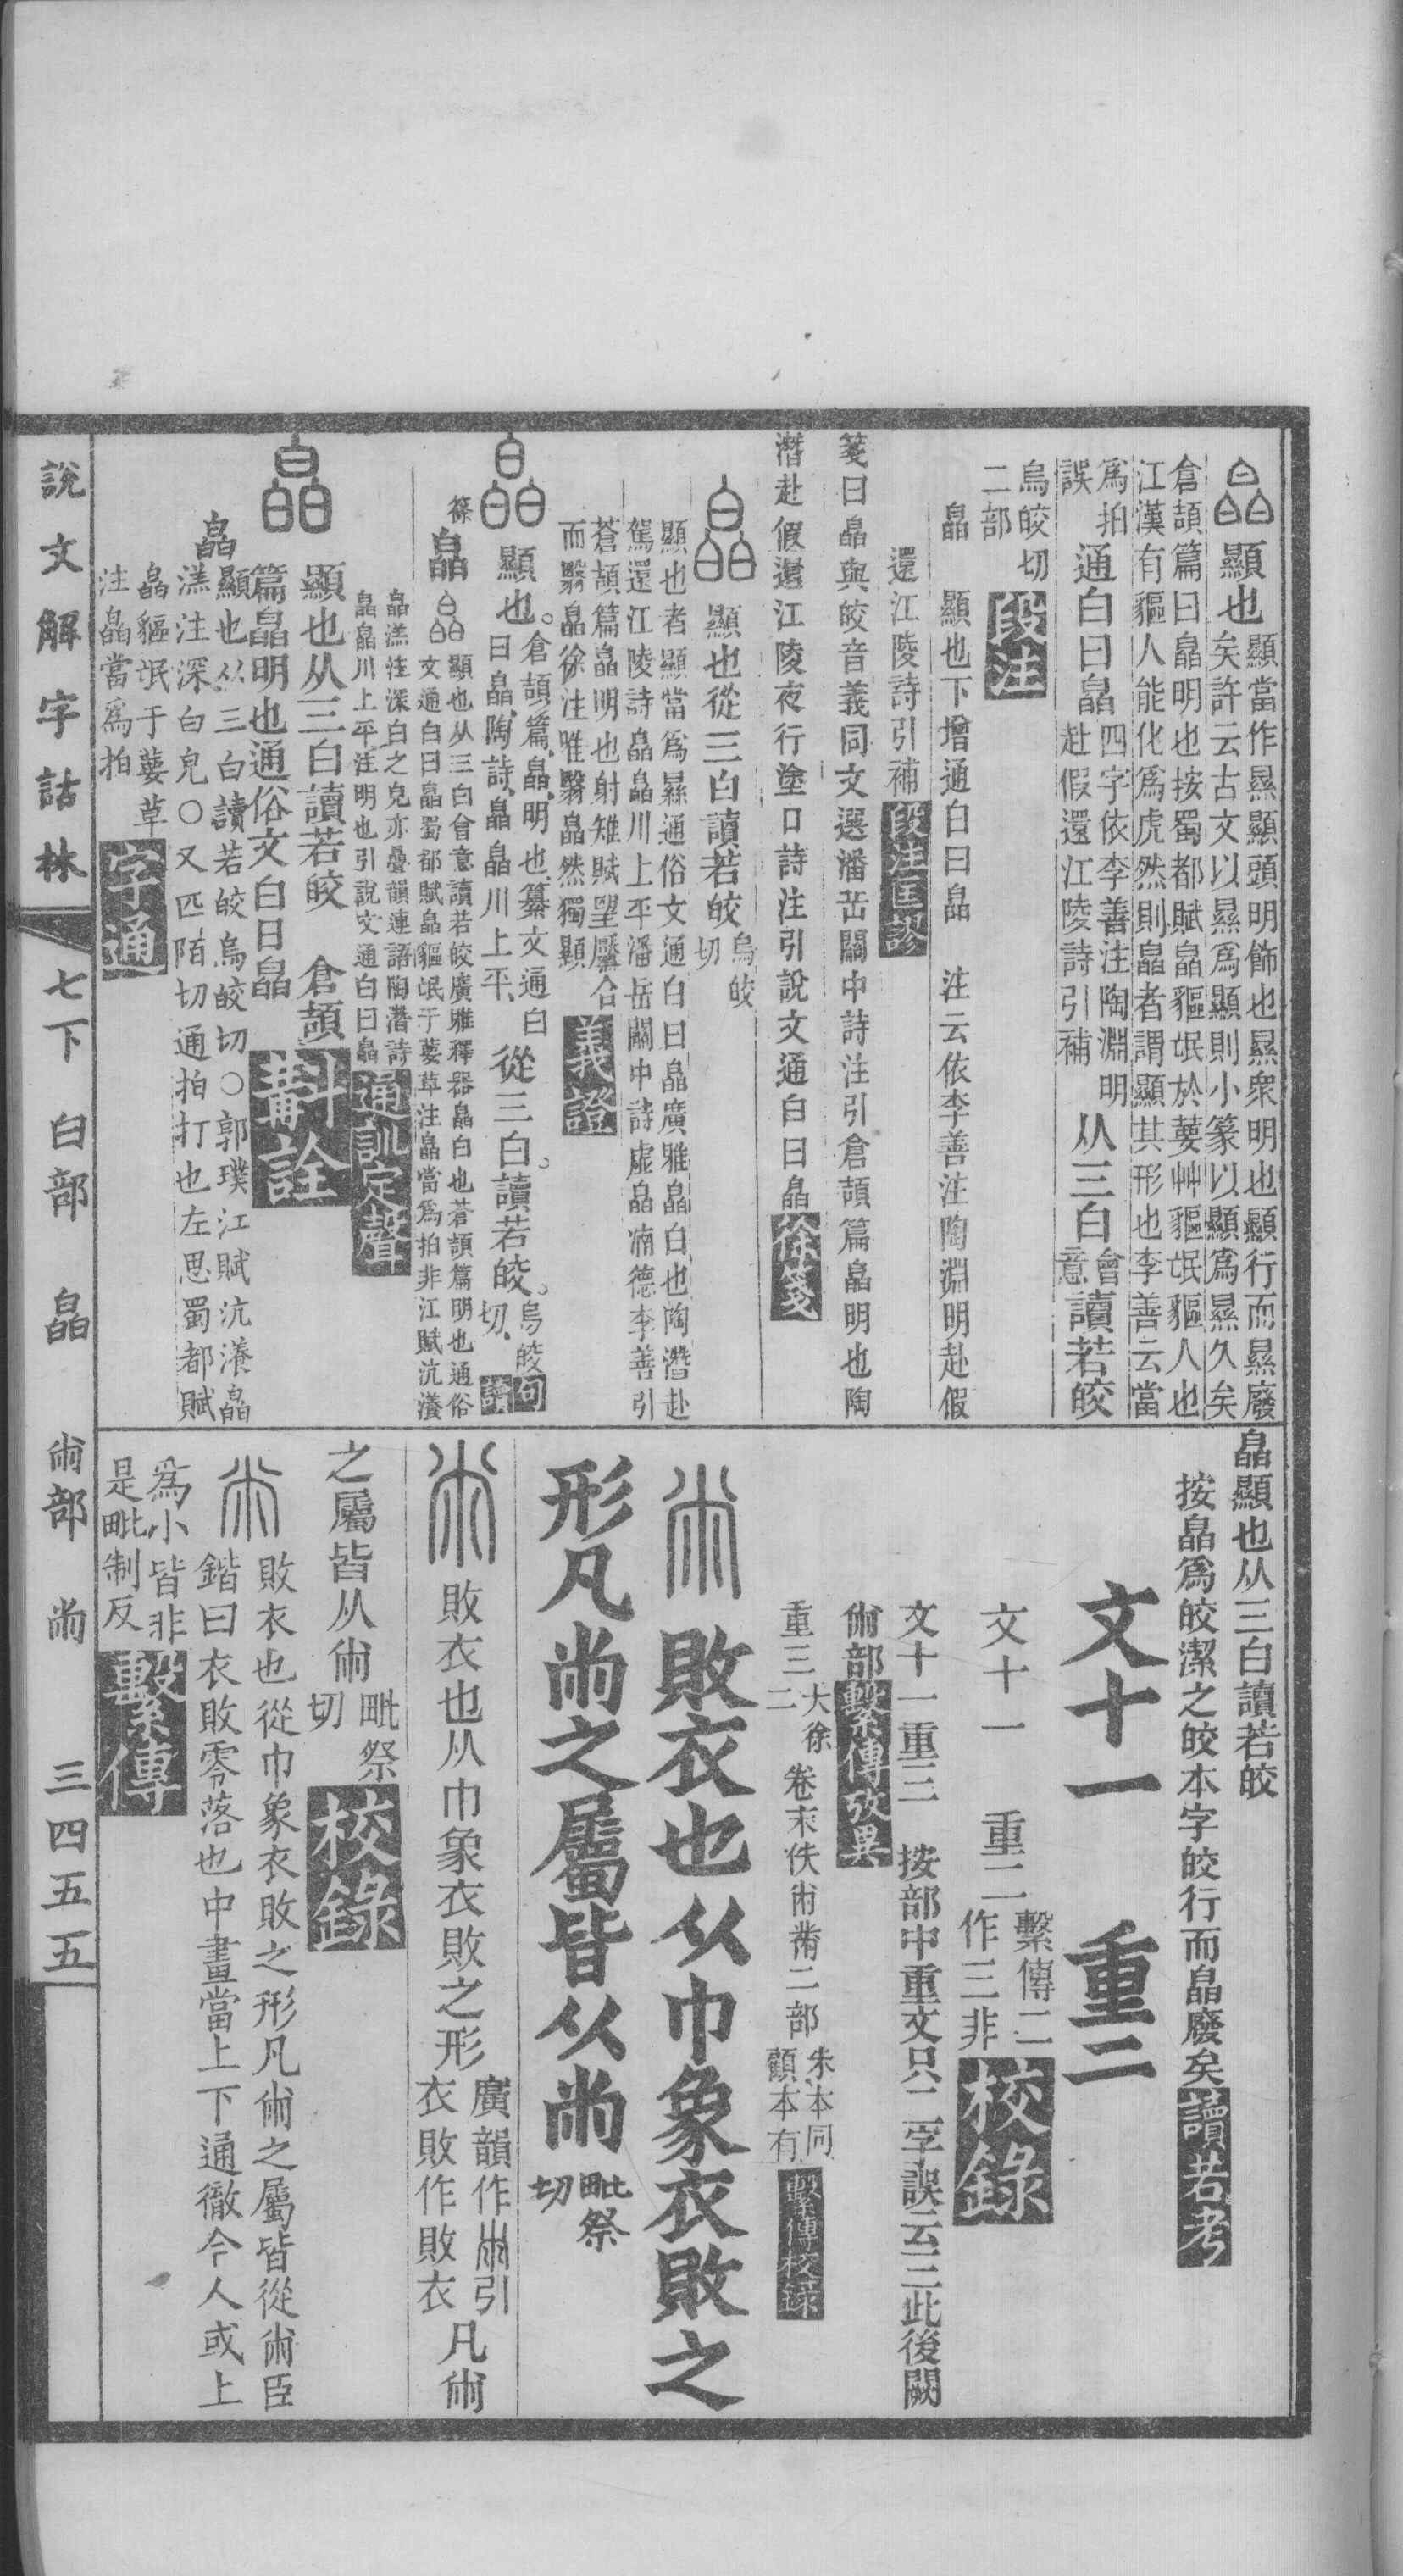 皛 顯也
顯當作㬎顯頭明飾也㬎衆明也顯行而㬎廢
矣許云古文以㬎爲顯則小篆以顯爲㬎久矣
倉頡篇曰皛明也按蜀都賦皛貙氓於葽艸貙氓貙人也
江漢有貙人能化爲虎然則皛者謂顯其形也李善云當
爲拍
誤
通白曰皛
四字依李善注陶淵明
赴假還江陵詩引補
从三白
會
意
讀若皎
烏皎切
二部
段注
皛 顯也下增通白曰皛 注云依李善注陶淵明赴假
還江陵詩引補 段注匡謬
箋曰皛與皎音義同文選潘岳關中詩注引倉頡篇皛明也陶
潛赴假還江陵夜行塗口詩注引說文通白曰皛 徐箋
皛 顯也從三白讀若皎
烏皎
切
顯也者顯當爲㬎通俗文通白曰皛廣雅皛白也陶潛赴
駕還江陵詩皛皛川上平潘岳關中詩虛皛湳德李善引
蒼頡篇皛明也射雉賦望厴合
而翳皛徐注唯翳皛然獨顯
義證
皛 顯也
倉頡篇皛明也纂文通白
曰皛陶詩皛皛川上平
從三白讀若皎
烏皎
切
句
讀
篠皛
皛 顯也从三白會意讀若皎廣雅釋器皛白也蒼頡篇明也通俗
文通白曰皛蜀都賦皛貙氓于葽草注皛當爲拍非江賦沆瀁
皛溔注深白之皃亦疊韻連語陶潛詩
皛皛川上平注明也引說文通白曰皛
通訓定聲
皛 顯也从三白讀若皎 倉頡
篇皛明也通俗文白曰皛
斠詮
皛
顯也从三白讀若皎烏皎切○郭璞江賦沆瀁皛
溔注深白皃○又匹陌切通拍打也左思蜀都賦
皛貙氓于葽草
注皛當爲拍
字通
皛顯也从三白讀若皎
按皛爲皎潔之皎本字皎行而皛廢矣 讀若考
文十一 重二
文十一 重二
繫傳二
作三非
校錄
文十一重三 按部中重文只二字誤云三此後闕
㡀部 繫傳攷異
重三
大徐
二
卷末佚㡀黹二部
朱本同
顧本有
繫傳校錄
㡀 敗衣也从巾象衣敗之
形凡㡀之屬皆从㡀
毗祭
切
㡀 敗衣也从巾象衣敗之形
廣韻作㡀引
衣敗作敗衣
凡㡀
之屬皆从㡀
毗祭
切
校錄
㡀 敗衣也從巾象衣敗之形凡㡀之屬皆從㡀臣
鍇曰衣敗零落也中畫當上下通徹今人或上
爲小皆非
是毗制反
繫傳
說文解字詁林 七下 白部 皛 㡀部 㡀 三四五五